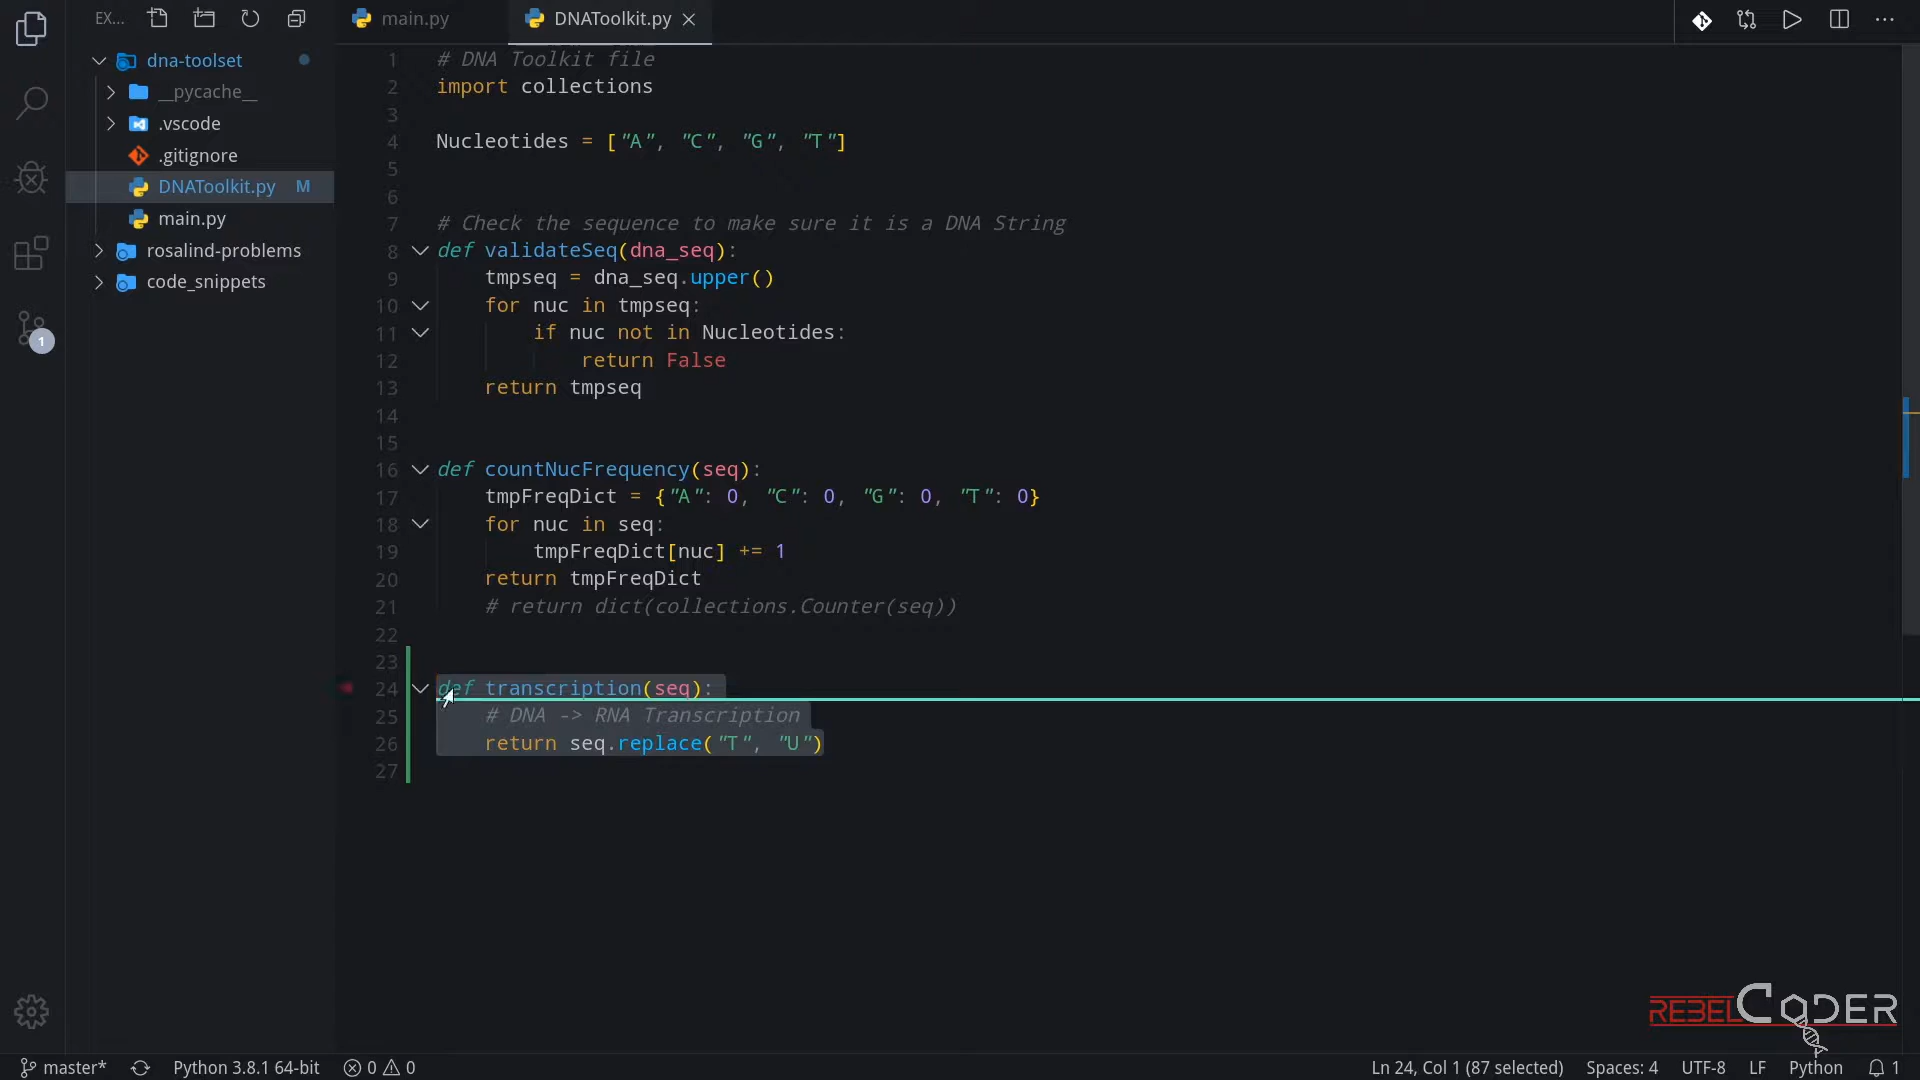 EX...
main.py
DNAToolkit.py
dna-toolset
__pycache__
.vscode
.gitignore
DNAToolkit.py M
main.py
rosalind-problems
code_snippets
1
1 # DNA Toolkit file
2 import collections
3
4 Nucleotides = ["A", "C", "G", "T"]
5
6
7 # Check the sequence to make sure it is a DNA String
8 def validateSeq(dna_seq):
9 tmpseq = dna_seq.upper()
10 for nuc in tmpseq:
11 if nuc not in Nucleotides:
12 return False
13 return tmpseq
14
15
16 def countNucFrequency(seq):
17 tmpFreqDict = {"A": 0, "C": 0, "G": 0, "T": 0}
18 for nuc in seq:
19 tmpFreqDict[nuc] += 1
20 return tmpFreqDict
21 # return dict(collections.Counter(seq))
22
23
24 def transcription(seq):
25 # DNA -> RNA Transcription
26 return seq.replace("T", "U")
27
REBELCODER
master* Python 3.8.1 64-bit 0 0 Ln 24, Col 1 (87 selected) Spaces: 4 UTF-8 LF Python 1